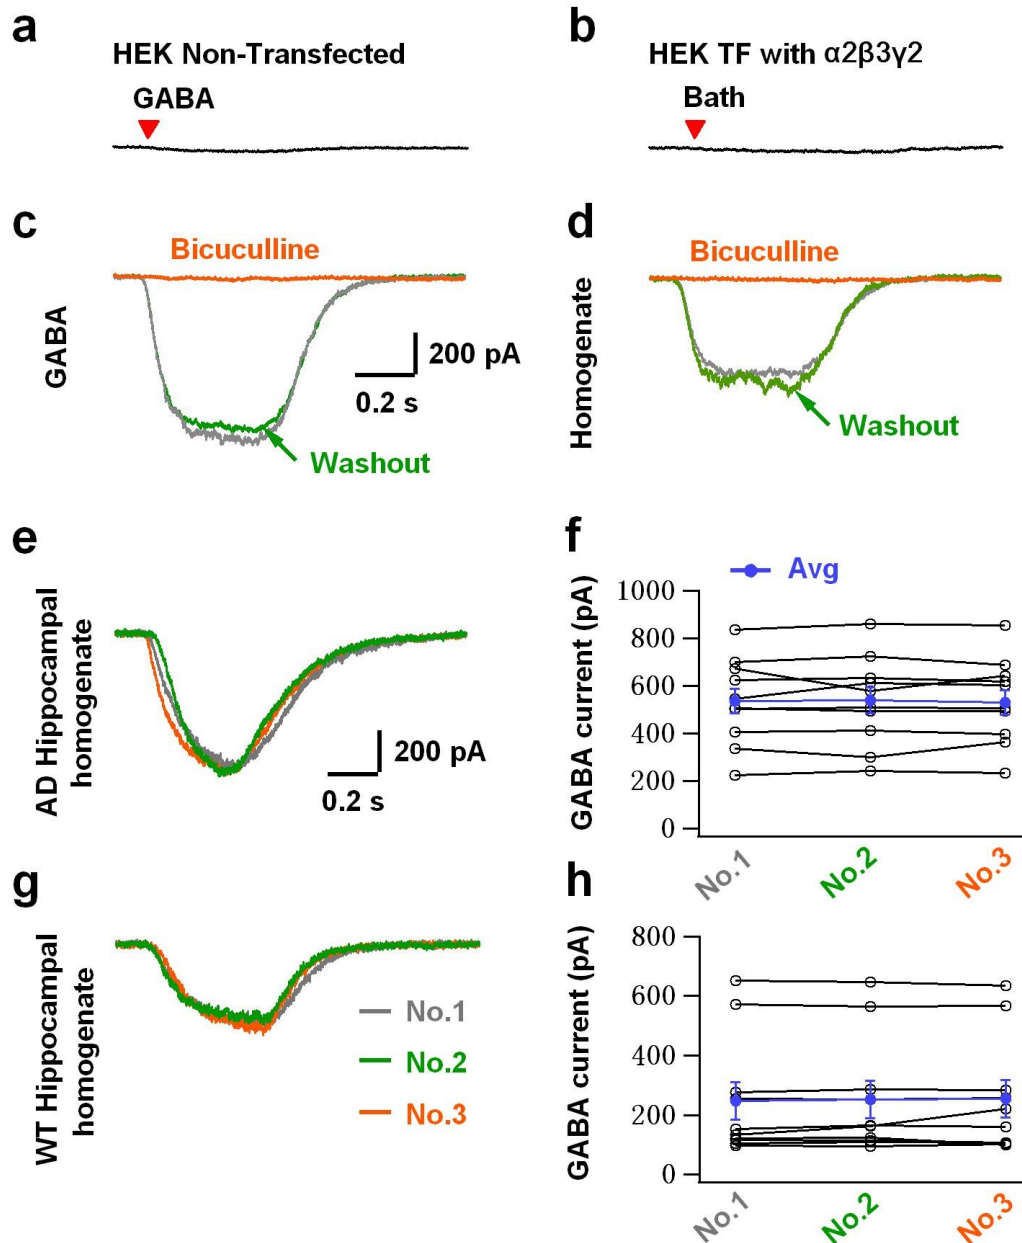 a
HEK Non-Transfected
GABA
b
HEK TF with α2β3γ2
Bath
c
Bicuculline
GABA
200 pA
0.2 s
Washout
d
Bicuculline
Homogenate
Washout
e
AD Hippocampal
homogenate
200 pA
0.2 s
f
Avg
GABA current (pA)
1000
800
600
400
200
0
No.1
No.2
No.3
g
WT Hippocampal
homogenate
No.1
No.2
No.3
h
GABA current (pA)
800
600
400
200
0
No.1
No.2
No.3